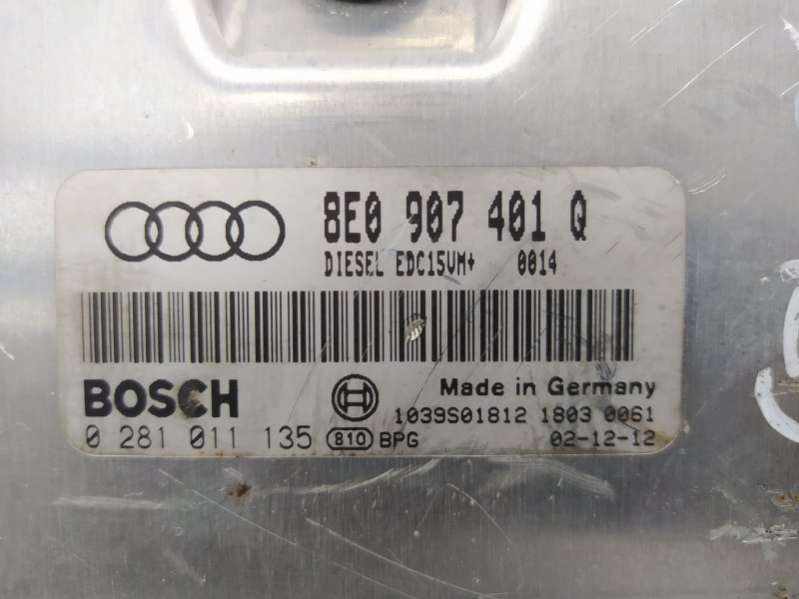 8E0 907 401 Q
DIESEL EDC15VM+ 0014
BOSCH Made in Germany
1039S01812 1803 0061
0 281 011 135 810 BPG 02-12-12